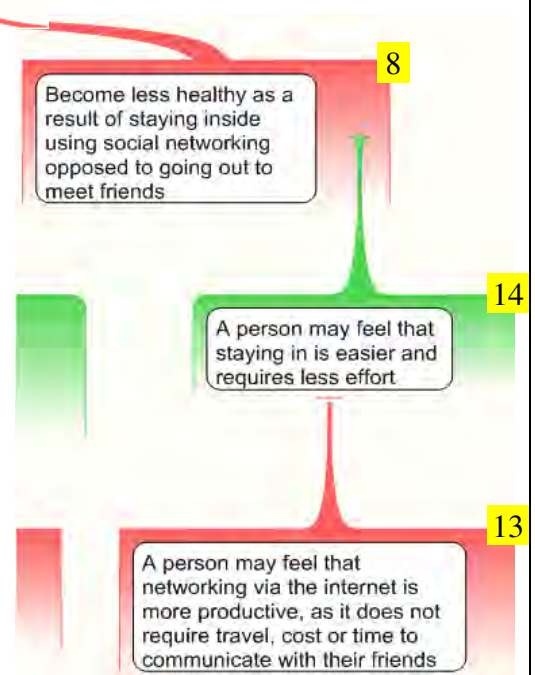 8
Become less healthy as a
result of staying inside
using social networking
opposed to going out to
meet friends
14
A person may feel that
staying in is easier and
requires less effort
13
A person may feel that
networking via the internet is
more productive, as it does not
require travel, cost or time to
communicate with their friends